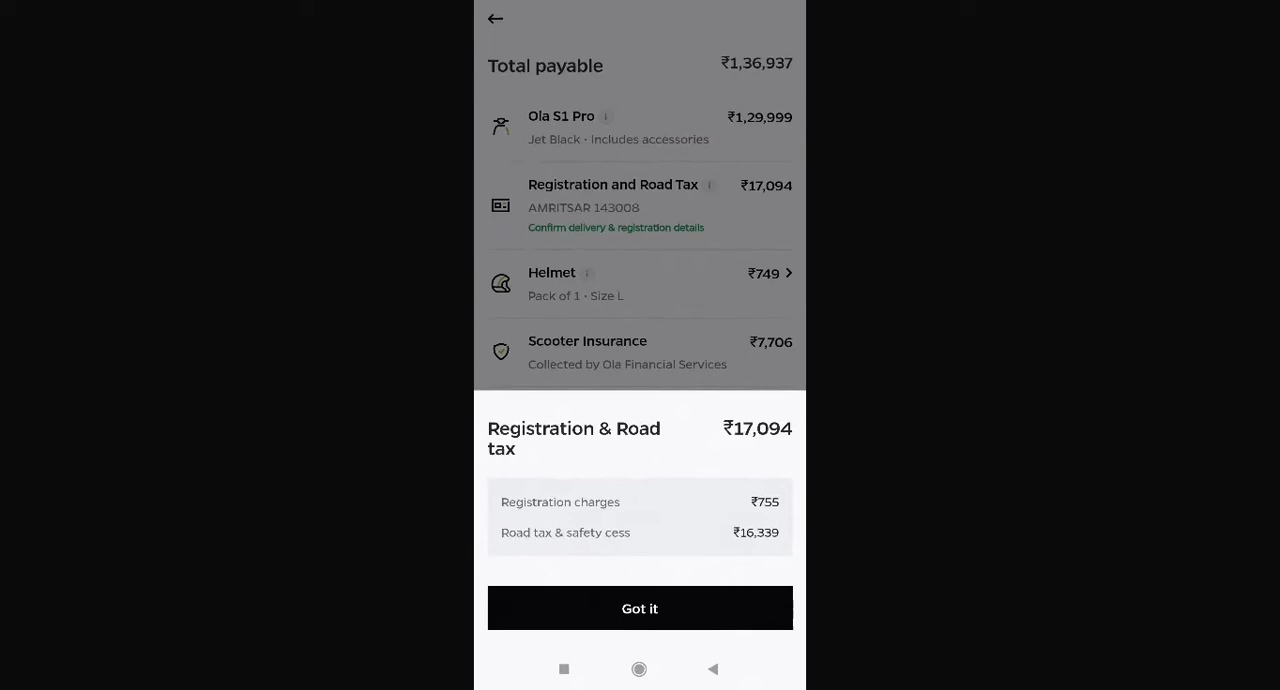 Total payable ₹1,36,937
Ola S1 Pro i ₹1,29,999
Jet Black · Includes accessories
Registration and Road Tax i ₹17,094
AMRITSAR 143008
Confirm delivery & registration details
Helmet i ₹749
Pack of 1 · Size L
Scooter Insurance ₹7,706
Collected by Ola Financial Services
Registration & Road ₹17,094
tax
Registration charges ₹755
Road tax & safety cess ₹16,339
Got it